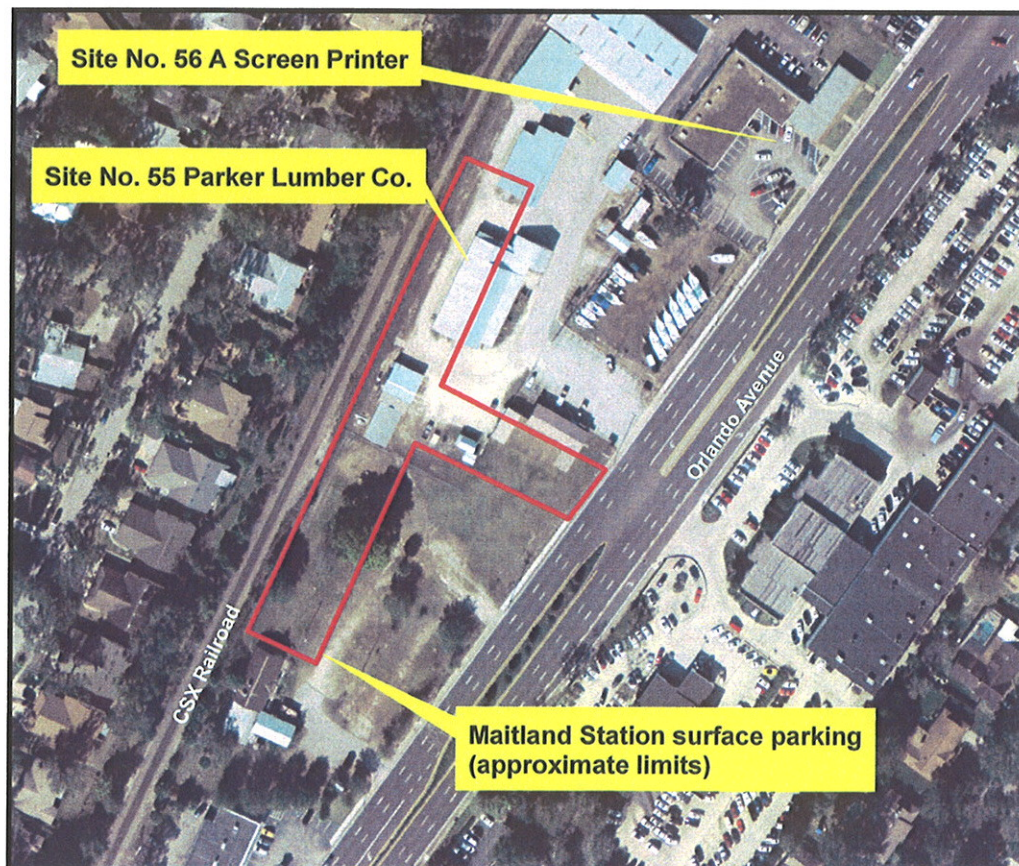 Site No. 56 A Screen Printer
Site No. 55 Parker Lumber Co.
Orlando Avenue
CSX Railroad
Maitland Station surface parking
(approximate limits)